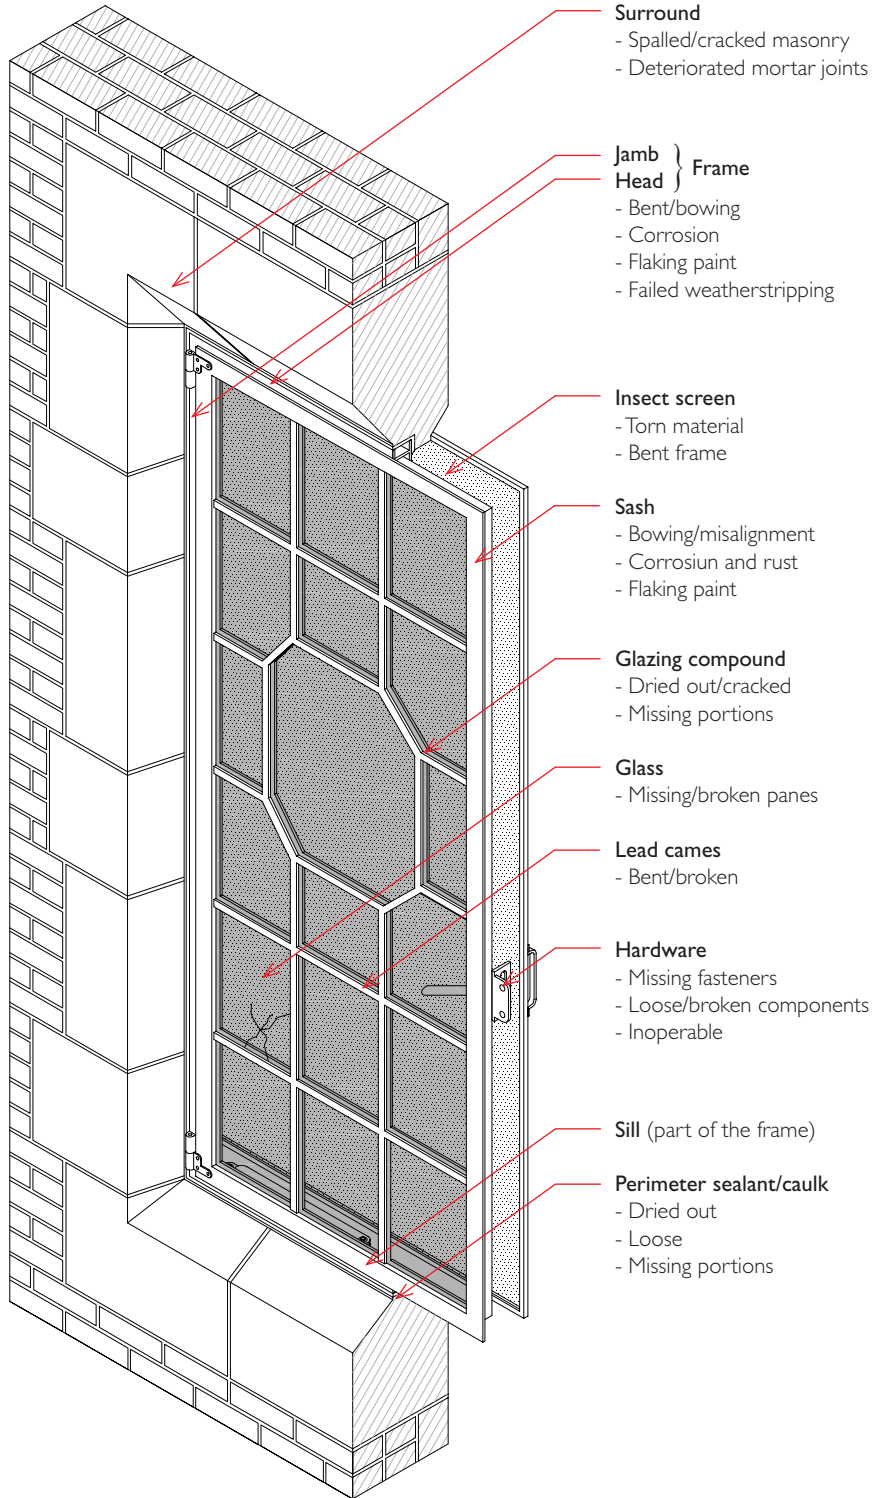 Surround
- Spalled/cracked masonry
- Deteriorated mortar joints
Jamb
Head } Frame
- Bent/bowing
- Corrosion
- Flaking paint
- Failed weatherstripping
Insect screen
- Torn material
- Bent frame
Sash
- Bowing/misalignment
- Corrosiun and rust
- Flaking paint
Glazing compound
- Dried out/cracked
- Missing portions
Glass
- Missing/broken panes
Lead cames
- Bent/broken
Hardware
- Missing fasteners
- Loose/broken components
- Inoperable
Sill (part of the frame)
Perimeter sealant/caulk
- Dried out
- Loose
- Missing portions